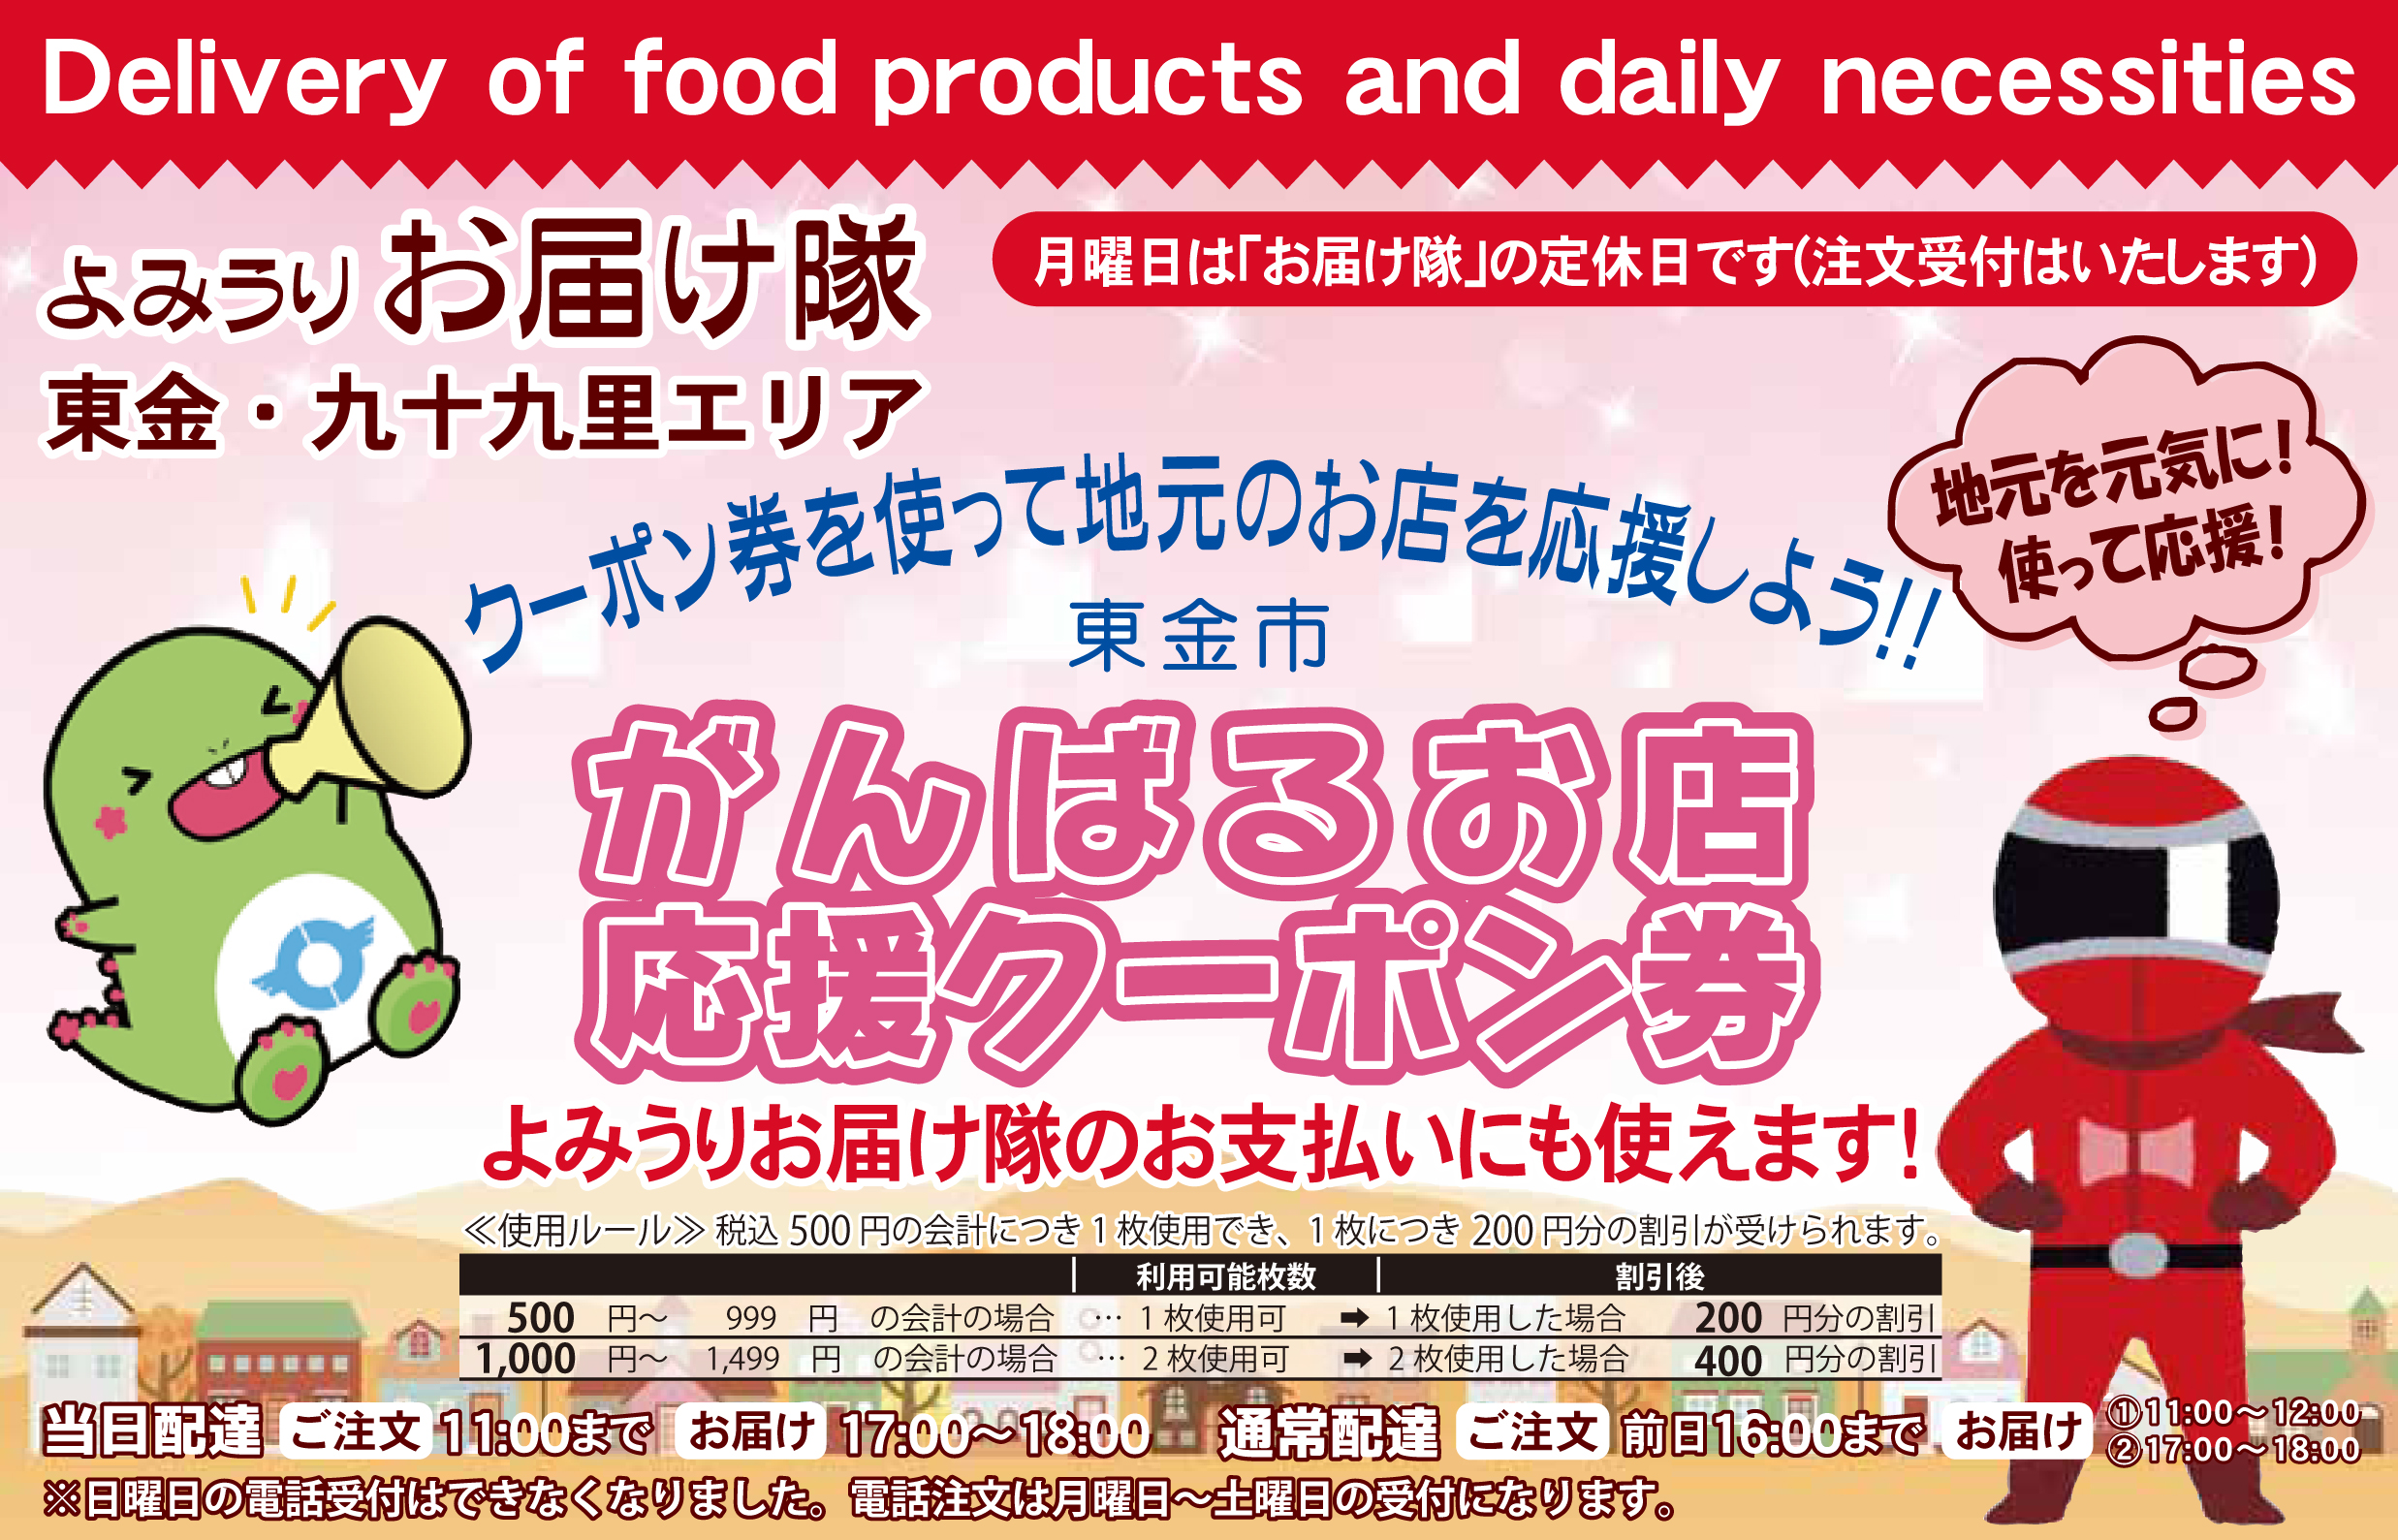 Delivery of food products and daily necessities
よみうりお届け隊
東金・九十九里エリア
月曜日は「お届け隊」の定休日です(注文受付はいたします)
地元を元気に！
使って応援！
クーポン券を使って地元のお店を応援しよう!!
東金市
がんばるお店
応援クーポン券
よみうりお届け隊のお支払いにも使えます！
≪使用ルール≫ 税込 500 円の会計につき 1 枚使用でき、1 枚につき 200 円分の割引が受けられます。
利用可能枚数 割引後
500 円〜 999 円 の会計の場合 … 1 枚使用可 ➡ 1 枚使用した場合 200 円分の割引
1,000 円〜 1,499 円 の会計の場合 … 2 枚使用可 ➡ 2 枚使用した場合 400 円分の割引
当日配達 ご注文 11:00まで お届け 17:00〜18:00 通常配達 ご注文 前日16:00まで お届け ①11:00〜12:00
②17:00〜18:00
※日曜日の電話受付はできなくなりました。電話注文は月曜日〜土曜日の受付になります。